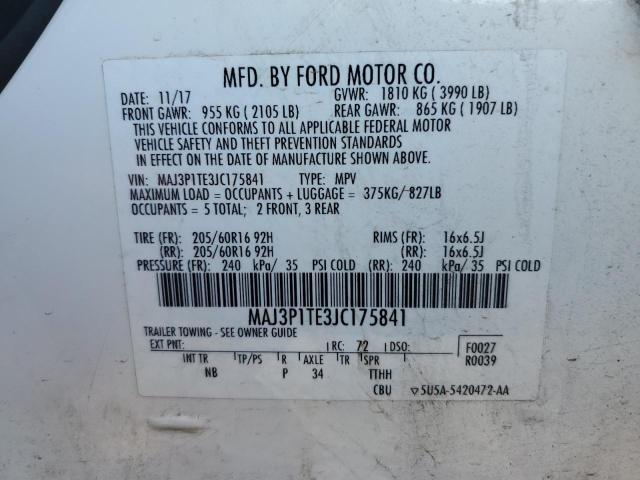 MFD. BY FORD MOTOR CO.
DATE: 11/17 GVWR: 1810 KG ( 3990 LB)
FRONT GAWR: 955 KG ( 2105 LB) REAR GAWR: 865 KG ( 1907 LB)
THIS VEHICLE CONFORMS TO ALL APPLICABLE FEDERAL MOTOR
VEHICLE SAFETY AND THEFT PREVENTION STANDARDS
IN EFFECT ON THE DATE OF MANUFACTURE SHOWN ABOVE.
VIN: MAJ3P1TE3JC175841 TYPE: MPV
MAXIMUM LOAD = OCCUPANTS + LUGGAGE = 375KG/ 827LB
OCCUPANTS = 5 TOTAL; 2 FRONT, 3 REAR
TIRE (FR): 205/60R16 92H RIMS (FR): 16x6.5J
(RR): 205/60R16 92H (RR): 16x6.5J
PRESSURE (FR): 240 kPa/ 35 PSI COLD (RR): 240 kPa/ 35 PSI COLD
MAJ3P1TE3JC175841
TRAILER TOWING - SEE OWNER GUIDE
EXT PNT: RC: 72 DSO: F0027
INT TR TP/PS R AXLE TR SPR R0039
NB P 34 TTHH
CBU ▽5U5A-5420472-AA